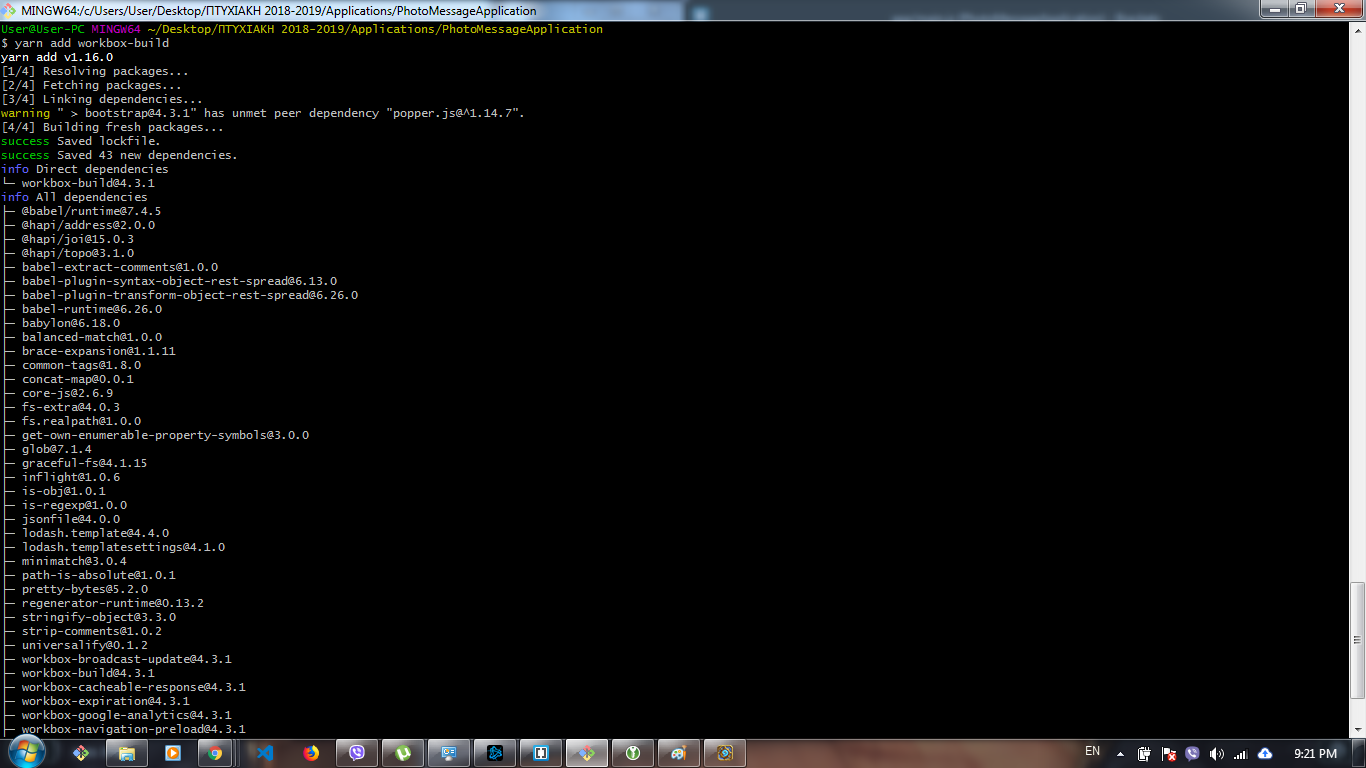 MINGW64:/c/Users/User/Desktop/ΠΤΥΧΙΑΚΗ 2018-2019/Applications/PhotoMessageApplication
User@User-PC MINGW64 ~/Desktop/ΠΤΥΧΙΑΚΗ 2018-2019/Applications/PhotoMessageApplication
$ yarn add workbox-build
yarn add v1.16.0
[1/4] Resolving packages...
[2/4] Fetching packages...
[3/4] Linking dependencies...
warning " > bootstrap@4.3.1" has unmet peer dependency "popper.js@^1.14.7".
[4/4] Building fresh packages...
success Saved lockfile.
success Saved 43 new dependencies.
info Direct dependencies
└─ workbox-build@4.3.1
info All dependencies
├─ @babel/runtime@7.4.5
├─ @hapi/address@2.0.0
├─ @hapi/joi@15.0.3
├─ @hapi/topo@3.1.0
├─ babel-extract-comments@1.0.0
├─ babel-plugin-syntax-object-rest-spread@6.13.0
├─ babel-plugin-transform-object-rest-spread@6.26.0
├─ babel-runtime@6.26.0
├─ babylon@6.18.0
├─ balanced-match@1.0.0
├─ brace-expansion@1.1.11
├─ common-tags@1.8.0
├─ concat-map@0.0.1
├─ core-js@2.6.9
├─ fs-extra@4.0.3
├─ fs.realpath@1.0.0
├─ get-own-enumerable-property-symbols@3.0.0
├─ glob@7.1.4
├─ graceful-fs@4.1.15
├─ inflight@1.0.6
├─ is-obj@1.0.1
├─ is-regexp@1.0.0
├─ jsonfile@4.0.0
├─ lodash.template@4.4.0
├─ lodash.templatesettings@4.1.0
├─ minimatch@3.0.4
├─ path-is-absolute@1.0.1
├─ pretty-bytes@5.2.0
├─ regenerator-runtime@0.13.2
├─ stringify-object@3.3.0
├─ strip-comments@1.0.2
├─ universalify@0.1.2
├─ workbox-broadcast-update@4.3.1
├─ workbox-build@4.3.1
├─ workbox-cacheable-response@4.3.1
├─ workbox-expiration@4.3.1
├─ workbox-google-analytics@4.3.1
├─ workbox-navigation-preload@4.3.1
EN
9:21 PM